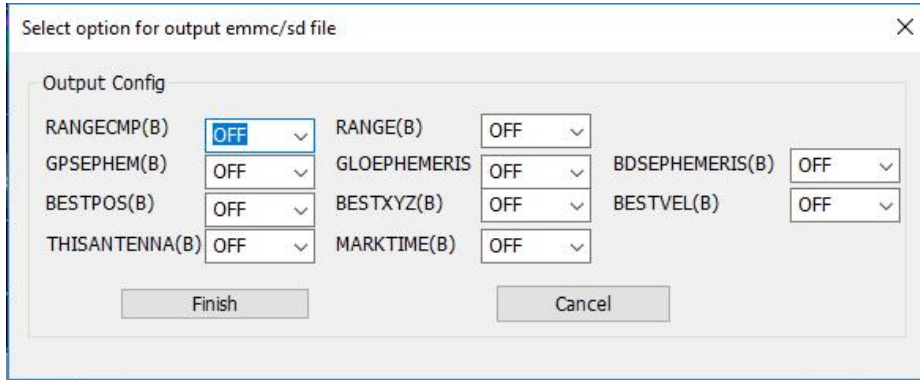 Select option for output emmc/sd file
Output Config
RANGECMP(B) OFF RANGE(B) OFF
GPSEPHEM(B) OFF GLOEPHEMERIS OFF BDSEPHEMERIS(B) OFF
BESTPOS(B) OFF BESTXYZ(B) OFF BESTVEL(B) OFF
THISANTENNA(B) OFF MARKTIME(B) OFF
Finish Cancel